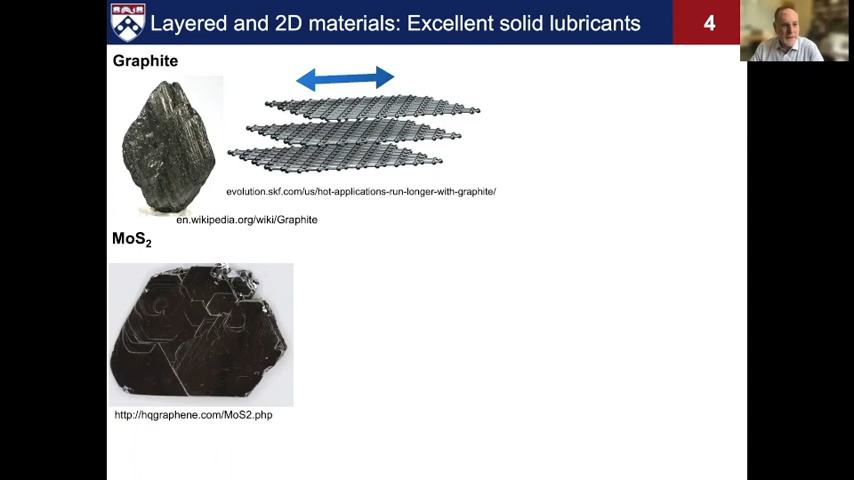 Layered and 2D materials: Excellent solid lubricants
4
Graphite
evolution.skf.com/us/hot-applications-run-longer-with-graphite/
en.wikipedia.org/wiki/Graphite
MoS₂
http://hqgraphene.com/MoS2.php